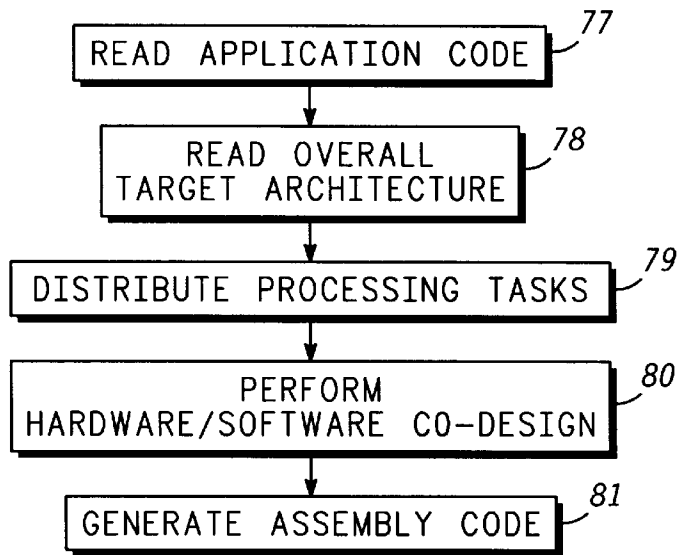 77
READ APPLICATION CODE
78
READ OVERALL
TARGET ARCHITECTURE
79
DISTRIBUTE PROCESSING TASKS
80
PERFORM
HARDWARE/SOFTWARE CO-DESIGN
81
GENERATE ASSEMBLY CODE